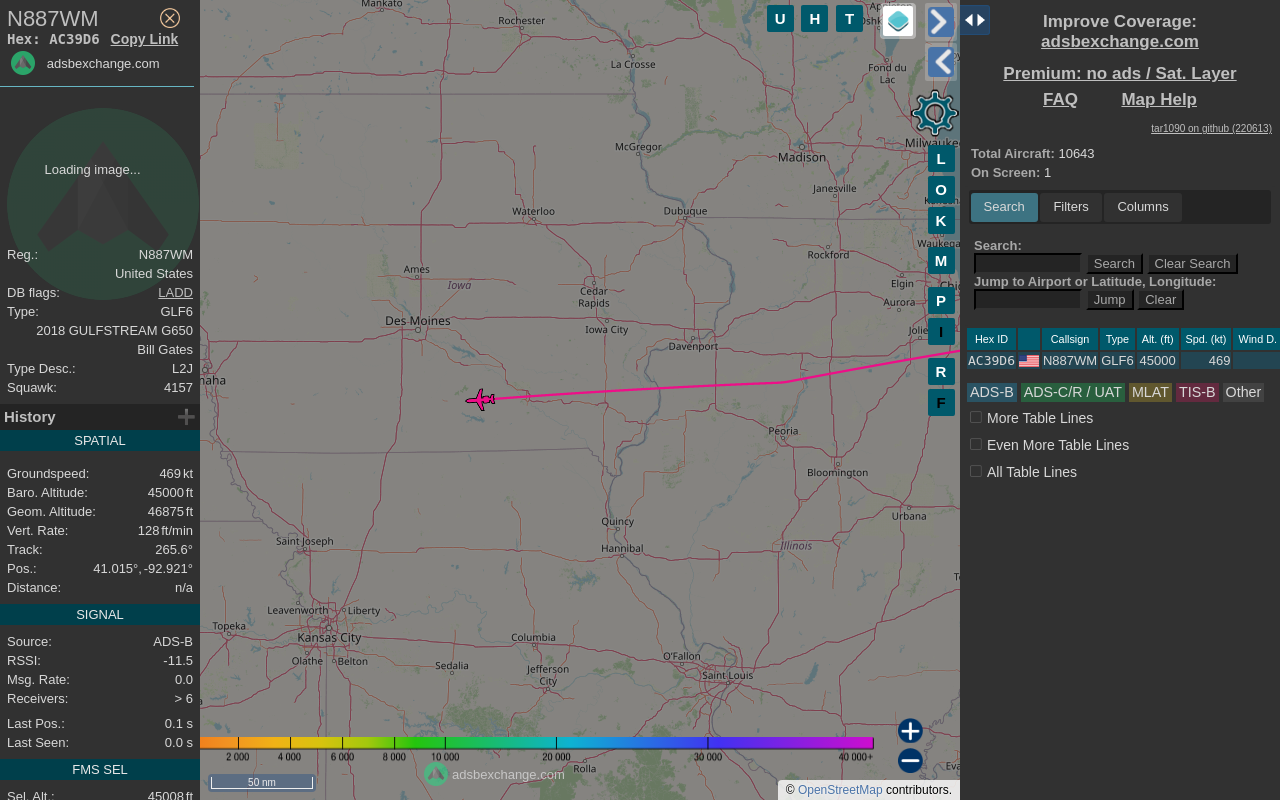 N887WM
Hex: AC39D6 Copy Link
adsbexchange.com
Loading image...
Reg.: N887WM
United States
DB flags: LADD
Type: GLF6
2018 GULFSTREAM G650
Bill Gates
Type Desc.: L2J
Squawk: 4157
History
SPATIAL
Groundspeed: 469 kt
Baro. Altitude: 45000 ft
Geom. Altitude: 46875 ft
Vert. Rate: 128 ft/min
Track: 265.6°
Pos.: 41.015°, -92.921°
Distance: n/a
SIGNAL
Source: ADS-B
RSSI: -11.5
Msg. Rate: 0.0
Receivers: > 6
Last Pos.: 0.1 s
Last Seen: 0.0 s
FMS SEL
Sel. Alt.: 45008 ft
Mankato
Rochester
La Crosse
Fond du
Lac
McGregor
Madison
Milwaukee
Janesville
Waterloo
Dubuque
Waukega
Rockford
Ames
Iowa
Cedar
Rapids
Elgin
Chi
Aurora
Des Moines
Iowa City
Joliet
Davenport
naha
Peoria
Bloomington
Quincy
Urbana
Saint Joseph
Hannibal
Illinois
Leavenworth
Liberty
Topeka
Kansas City
Columbia
Olathe
Belton
Sedalia
Jefferson
City
O'Fallon
Saint Louis
Rolla
Eva
U H T
L
O
K
M
P
I
R
F
2 000 4 000 6 000 8 000 10 000 20 000 30 000 40 000+
adsbexchange.com
50 nm
© OpenStreetMap contributors.
Improve Coverage:
adsbexchange.com
Premium: no ads / Sat. Layer
FAQ Map Help
tar1090 on github (220613)
Total Aircraft: 10643
On Screen: 1
Search Filters Columns
Search:
Search Clear Search
Jump to Airport or Latitude, Longitude:
Jump Clear
Hex ID Callsign Type Alt. (ft) Spd. (kt) Wind D.
AC39D6 N887WM GLF6 45000 469
ADS-B ADS-C/R / UAT MLAT TIS-B Other
More Table Lines
Even More Table Lines
All Table Lines